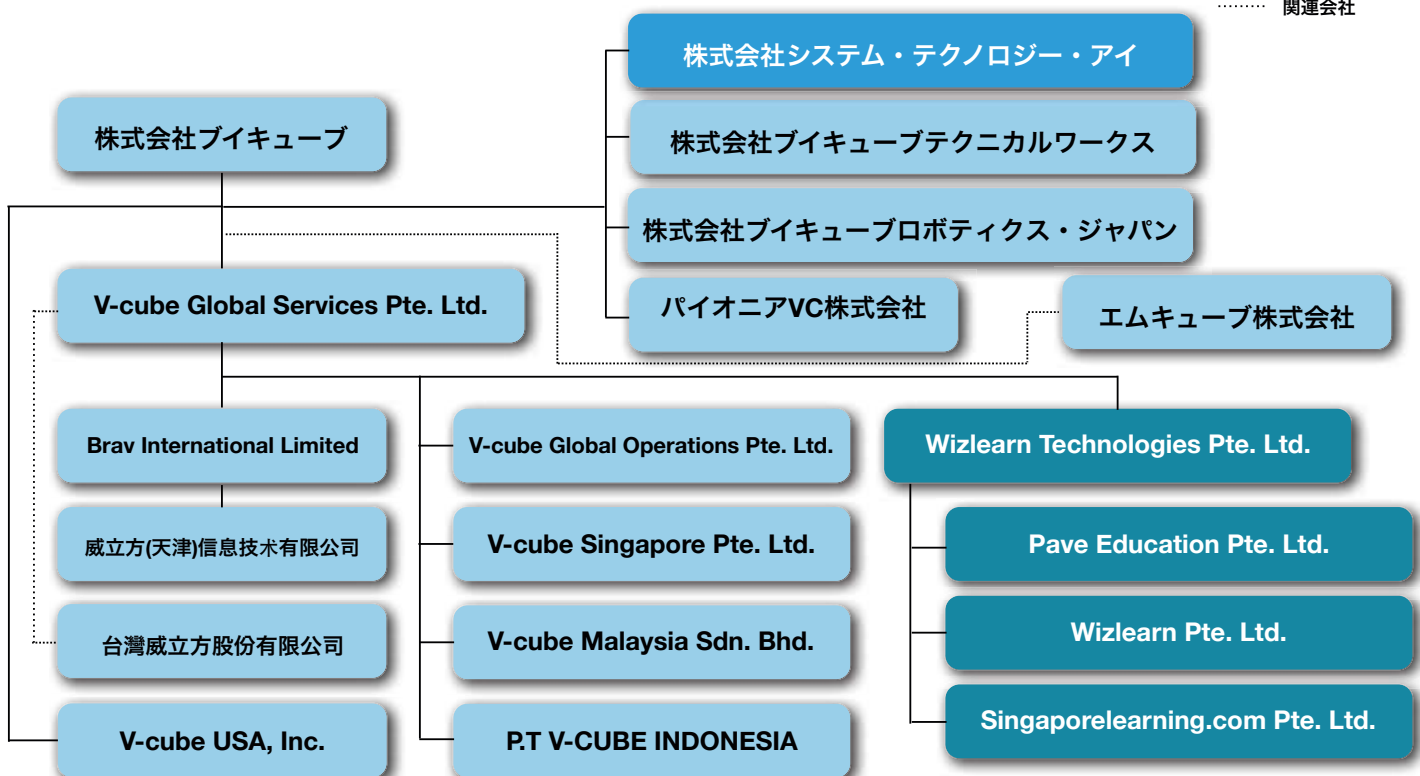 関連会社
株式会社システム・テクノロジー・アイ
株式会社ブイキューブ
株式会社ブイキューブテクニカルワークス
株式会社ブイキューブロボティクス・ジャパン
V-cube Global Services Pte. Ltd.
パイオニアVC株式会社
エムキューブ株式会社
Brav International Limited
V-cube Global Operations Pte. Ltd.
Wizlearn Technologies Pte. Ltd.
威立方(天津)信息技术有限公司
V-cube Singapore Pte. Ltd.
Pave Education Pte. Ltd.
台灣威立方股份有限公司
V-cube Malaysia Sdn. Bhd.
Wizlearn Pte. Ltd.
V-cube USA, Inc.
P.T V-CUBE INDONESIA
Singaporelearning.com Pte. Ltd.